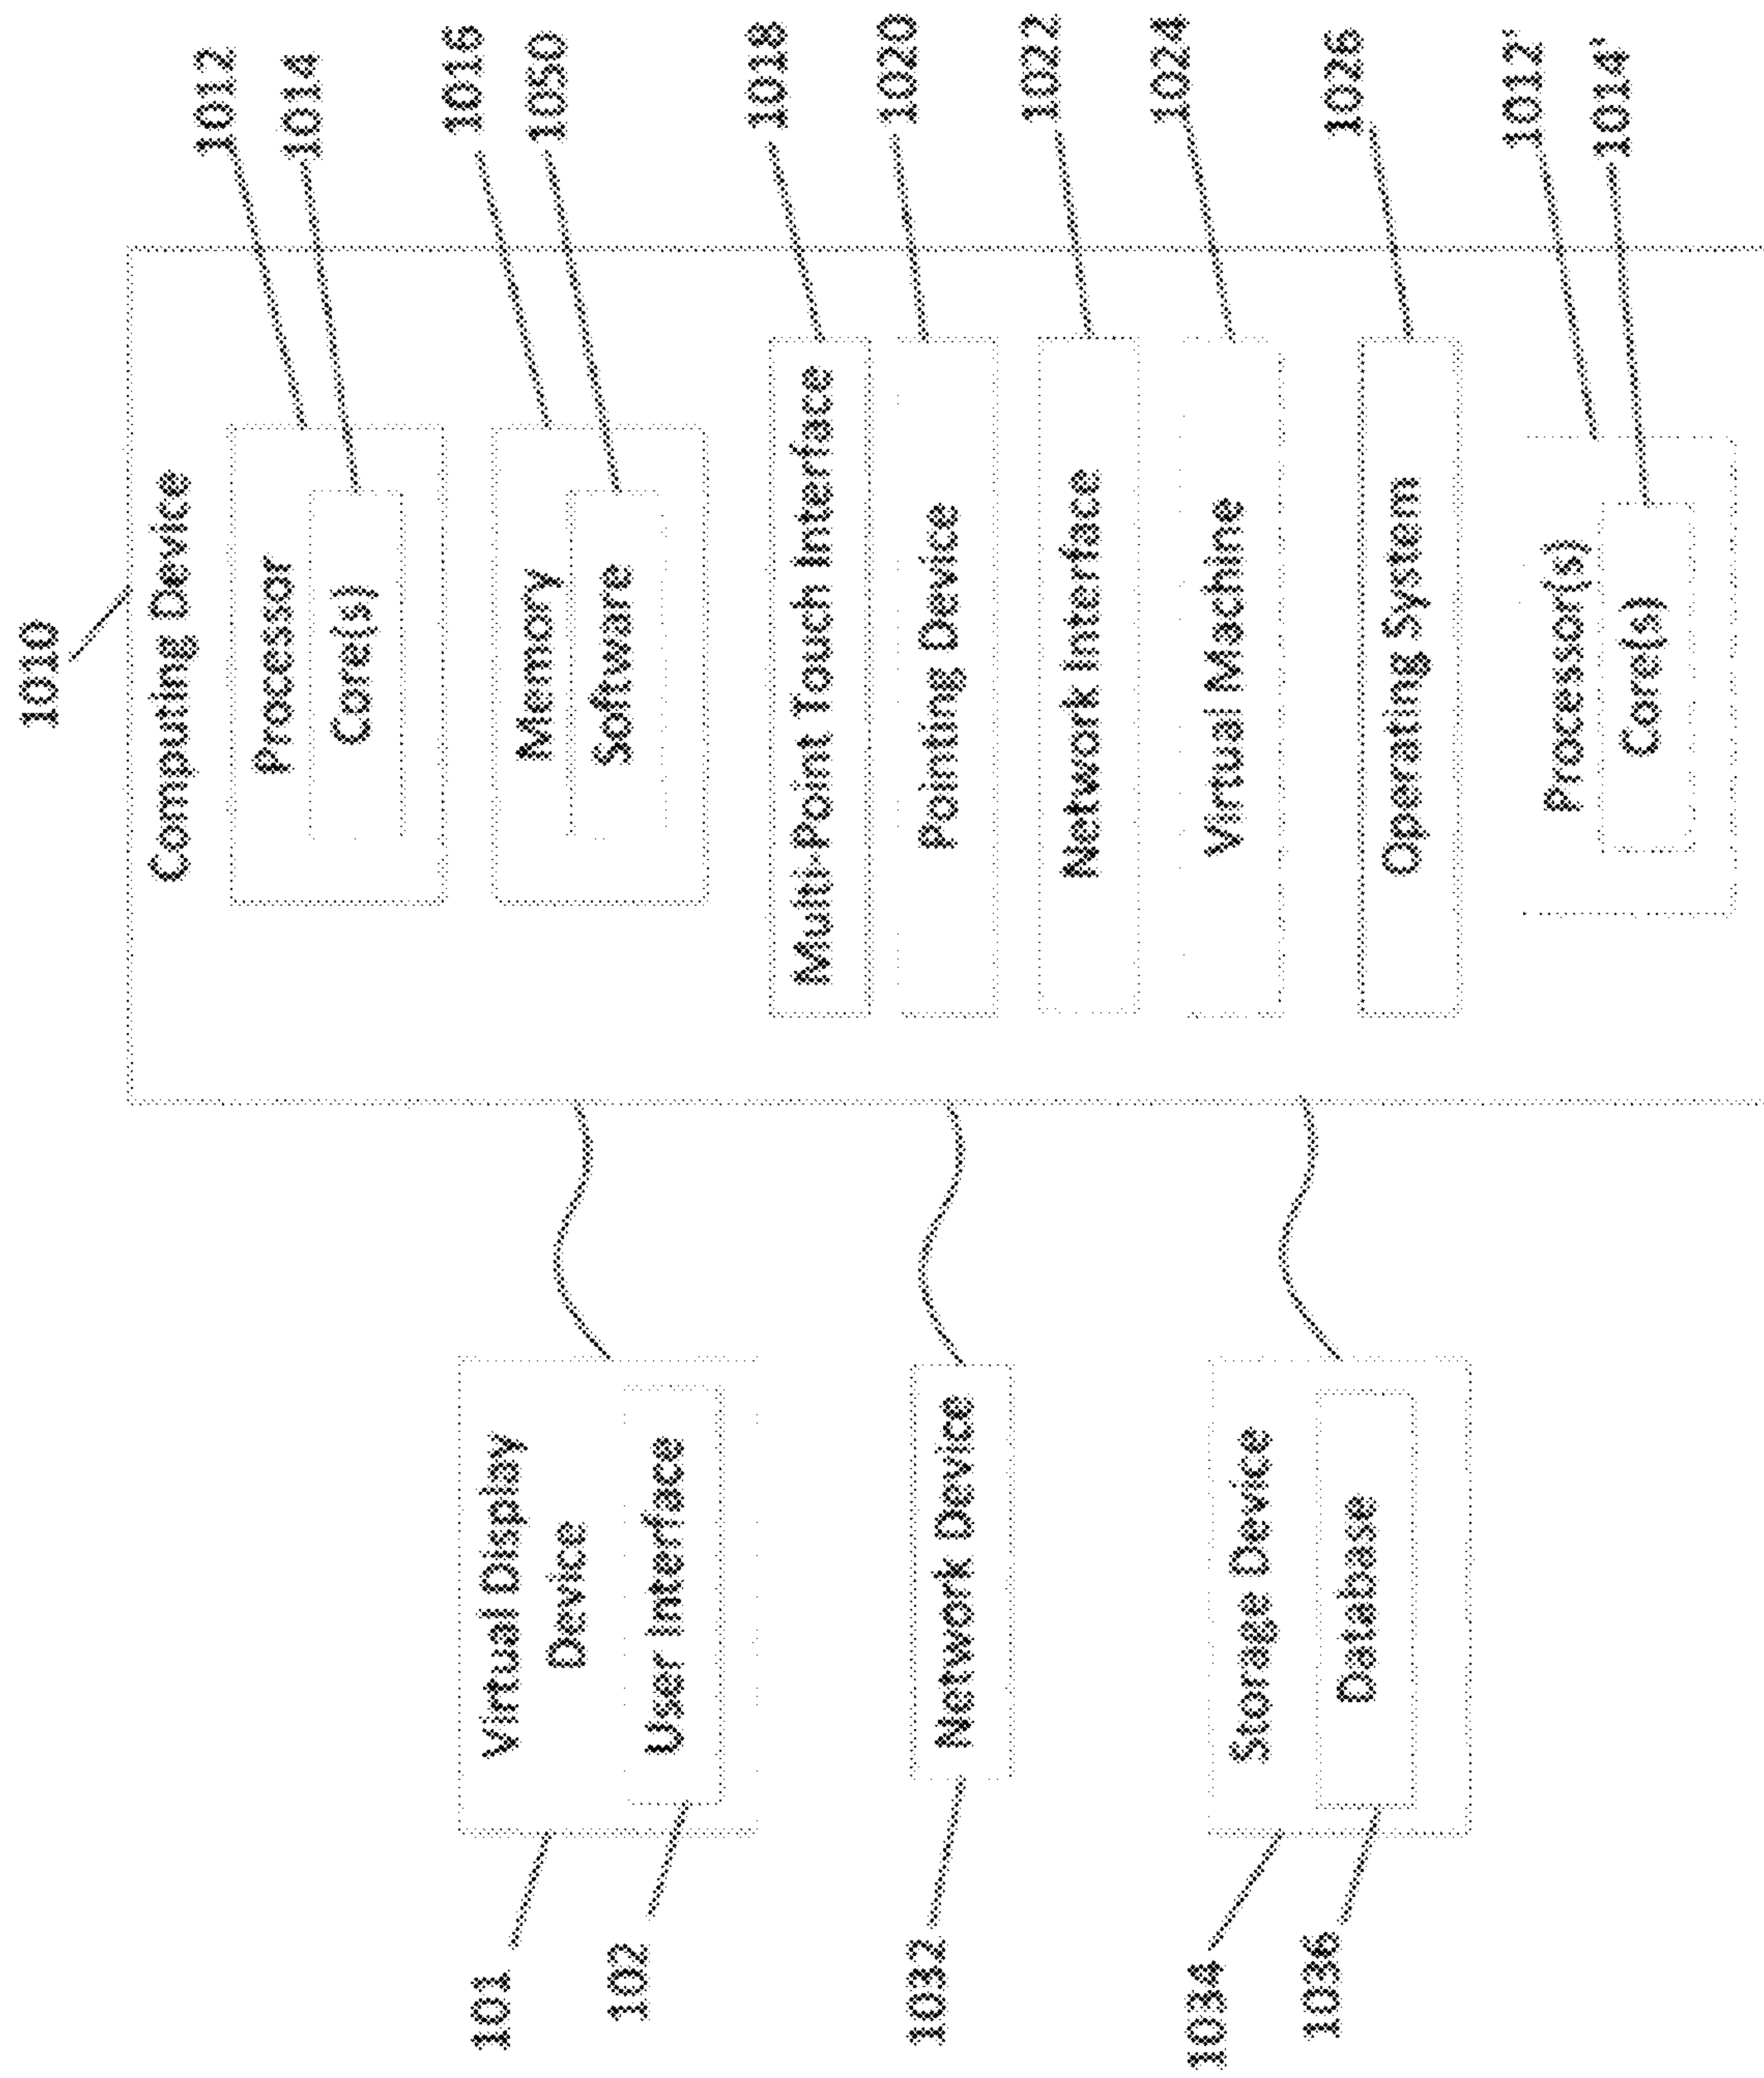 1010
Computing Device
Processor
1012
Core(s)
1014
Memory
1016
Software
1050
Multi-Point Touch Interface
1018
Pointing Device
1020
Network Interface
1022
Virtual Machine
1024
Operating System
1026
Processor(s)
1012'
Core(s)
1014'
101
Virtual Display
Device
102
User Interface
1032
Network Device
1034
Storage Device
1036
Database